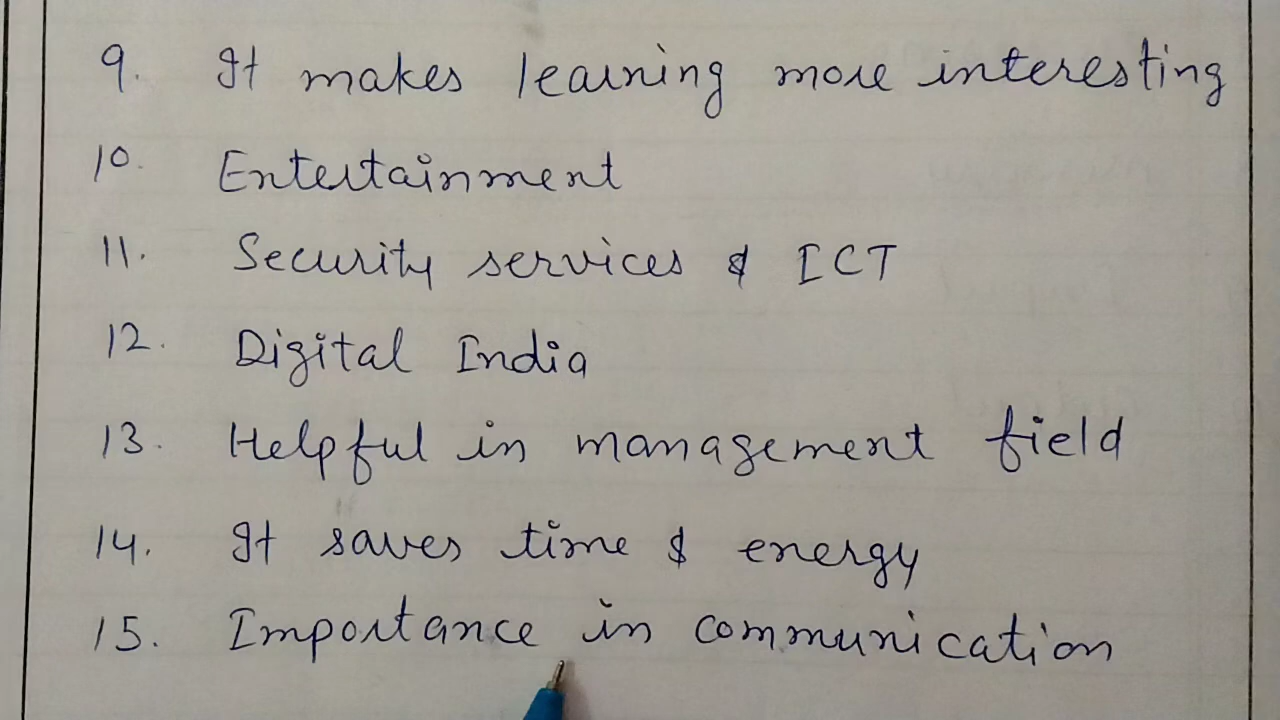 9. It makes learning more interesting
10. Entertainment
11. Security services & ICT
12. Digital India
13. Helpful in management field
14. It saves time & energy
15. Importance in communication